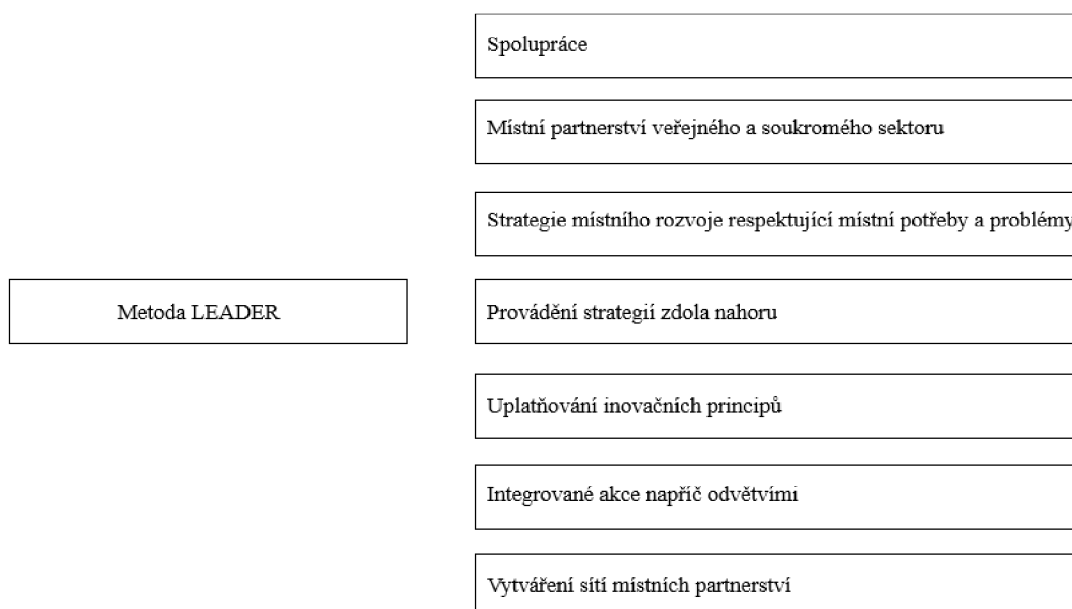 Spolupráce
Místní partnerství veřejného a soukromého sektoru
Strategie místního rozvoje respektující místní potřeby a problémy
Metoda LEADER
Provádění strategií zdola nahoru
Uplatňování inovačních principů
Integrované akce napříč odvětvími
Vytváření sítí místních partnerství